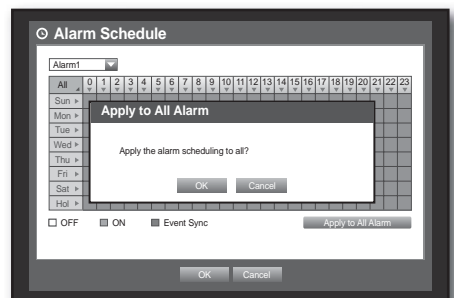 Alarm Schedule
Alarm1
All 0 1 2 3 4 5 6 7 8 9 10 11 12 13 14 15 16 17 18 19 20 21 22 23
Sun
Mon
Tue
Wed
Thu
Fri
Sat
Hol
Apply to All Alarm
Apply the alarm scheduling to all?
OK Cancel
OFF ON Event Sync Apply to All Alarm
OK Cancel